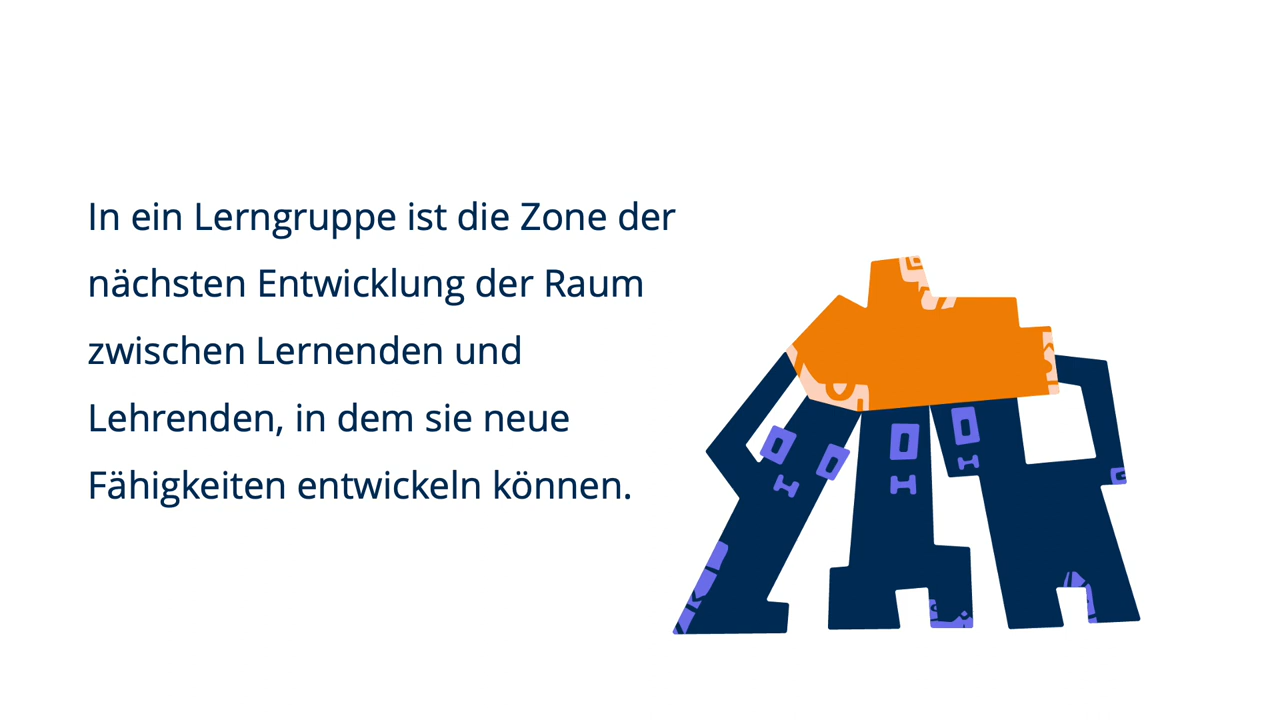 In ein Lerngruppe ist die Zone der
nächsten Entwicklung der Raum
zwischen Lernenden und
Lehrenden, in dem sie neue
Fähigkeiten entwickeln können.